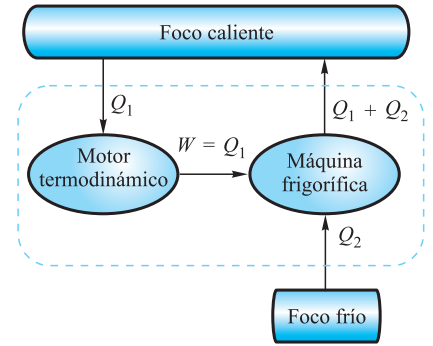 Foco caliente
Q1
Q1 + Q2
Motor
termodinámico
W = Q1
Máquina
frigorífica
Q2
Foco frío